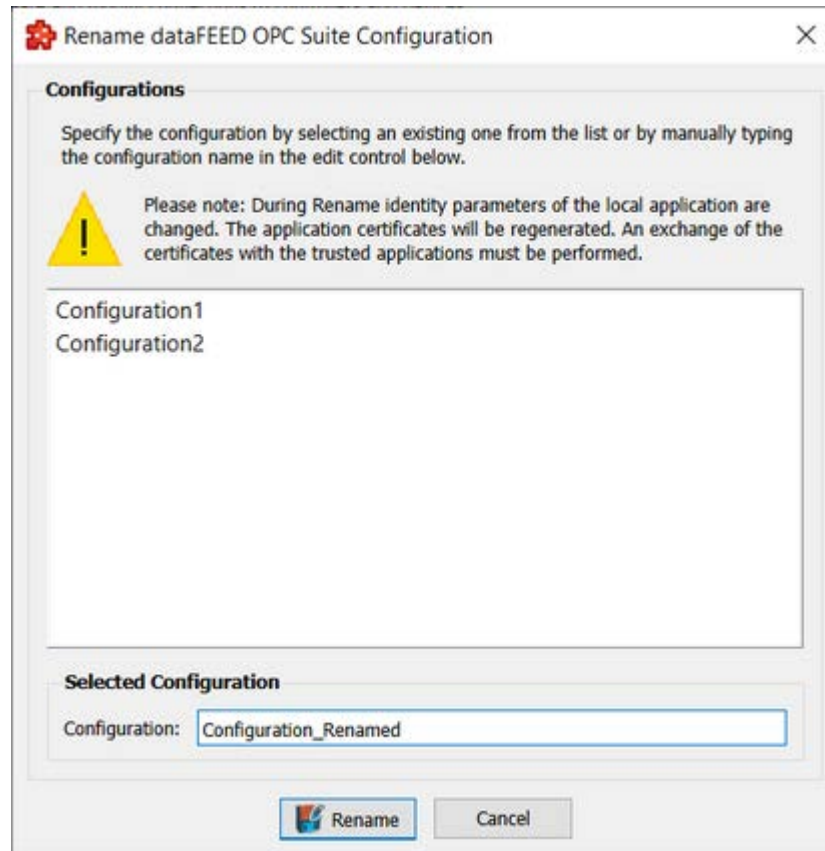 Rename dataFEED OPC Suite Configuration
Configurations
Specify the configuration by selecting an existing one from the list or by manually typing
the configuration name in the edit control below.
Please note: During Rename identity parameters of the local application are
changed. The application certificates will be regenerated. An exchange of the
certificates with the trusted applications must be performed.
Configuration1
Configuration2
Selected Configuration
Configuration: Configuration_Renamed
Rename Cancel